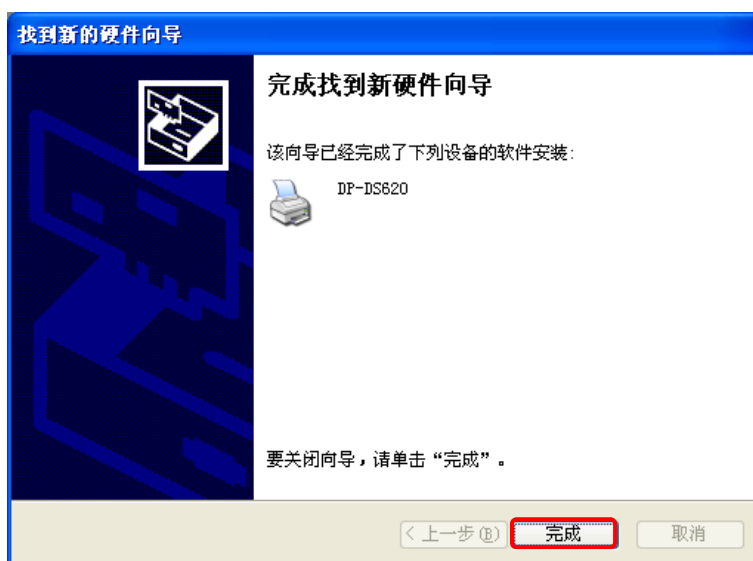 找到新的硬件向导
完成找到新硬件向导
该向导已经完成了下列设备的软件安装:
DP-DS620
要关闭向导，请单击“完成”。
< 上一步(B) 完成 取消